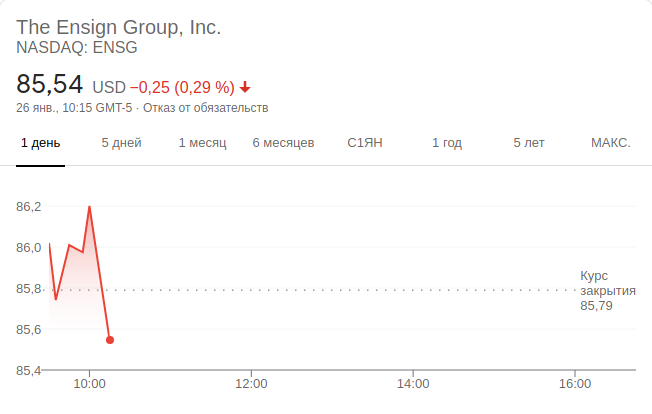 The Ensign Group, Inc.
NASDAQ: ENSG
85,54 USD −0,25 (0,29 %)
26 янв., 10:15 GMT-5 · Отказ от обязательств
1 день 5 дней 1 месяц 6 месяцев С1ЯН 1 год 5 лет МАКС.
86,2
86,0
85,8
85,6
85,4
Курс
закрытия
85,79
10:00 12:00 14:00 16:00